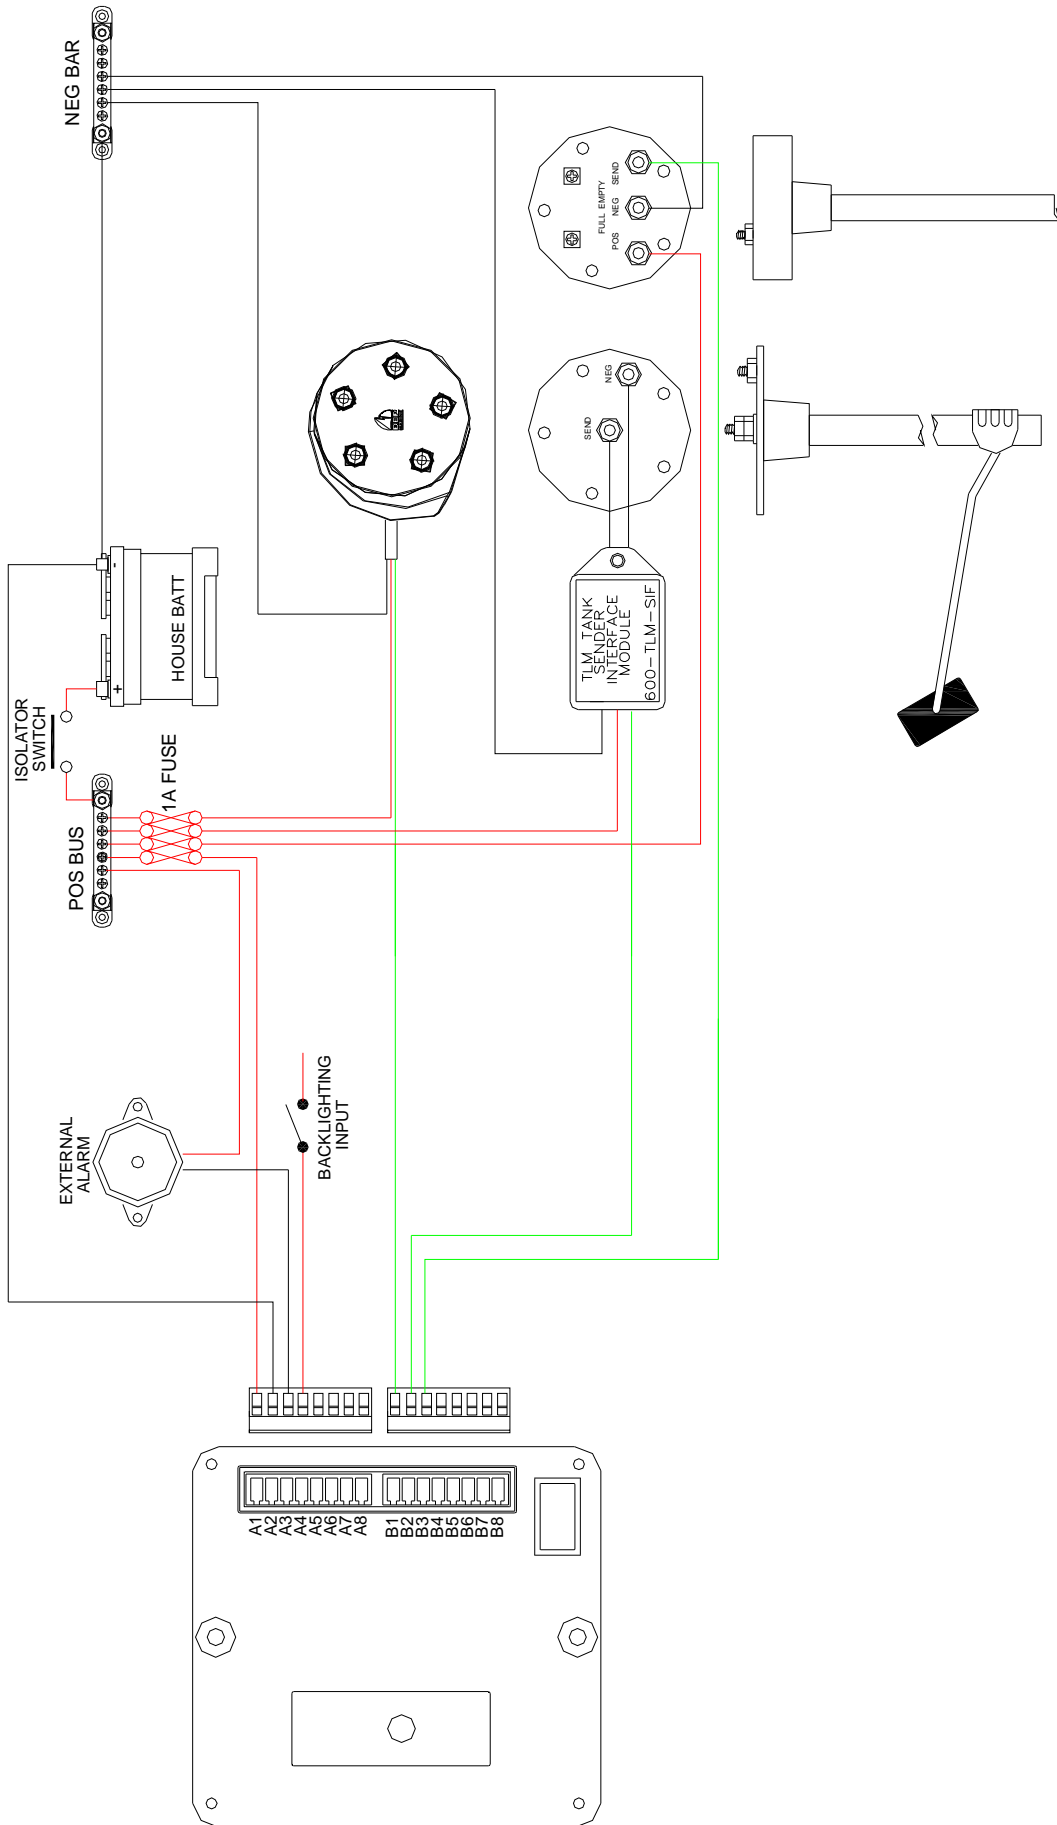 NEG BAR
HOUSE BATT
+
-
ISOLATOR
SWITCH
1A FUSE
POS BUS
EXTERNAL
ALARM
BACKLIGHTING
INPUT
FULL EMPTY
POS NEG SEND
SEND
NEG
TLM TANK
SENDER
INTERFACE
MODULE
600-TLM-SIF
A1
A2
A3
A4
A5
A6
A7
A8
B1
B2
B3
B4
B5
B6
B7
B8